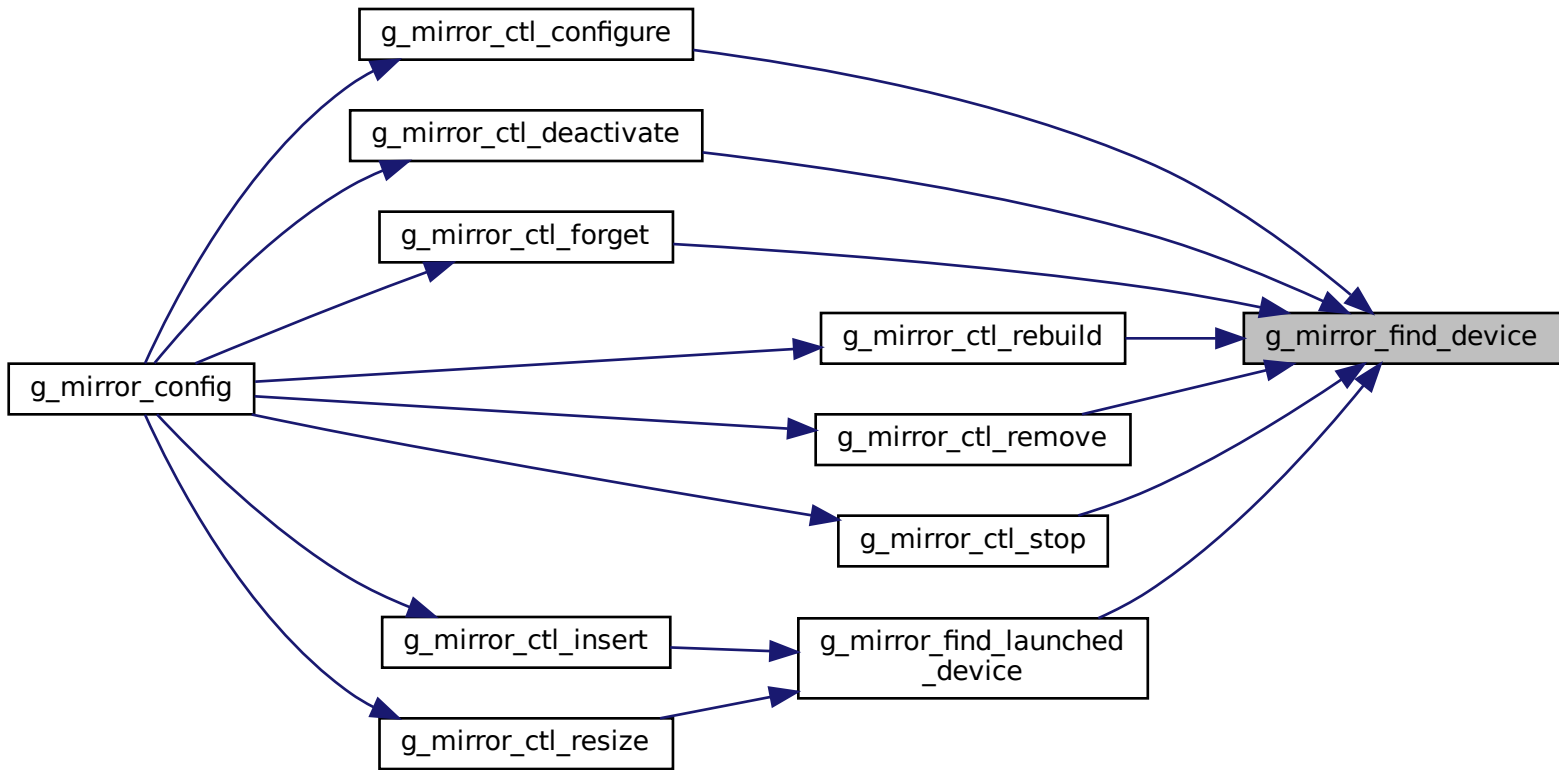 g_mirror_ctl_configure
g_mirror_ctl_deactivate
g_mirror_ctl_forget
g_mirror_ctl_rebuild
g_mirror_find_device
g_mirror_config
g_mirror_ctl_remove
g_mirror_ctl_stop
g_mirror_ctl_insert
g_mirror_find_launched
_device
g_mirror_ctl_resize